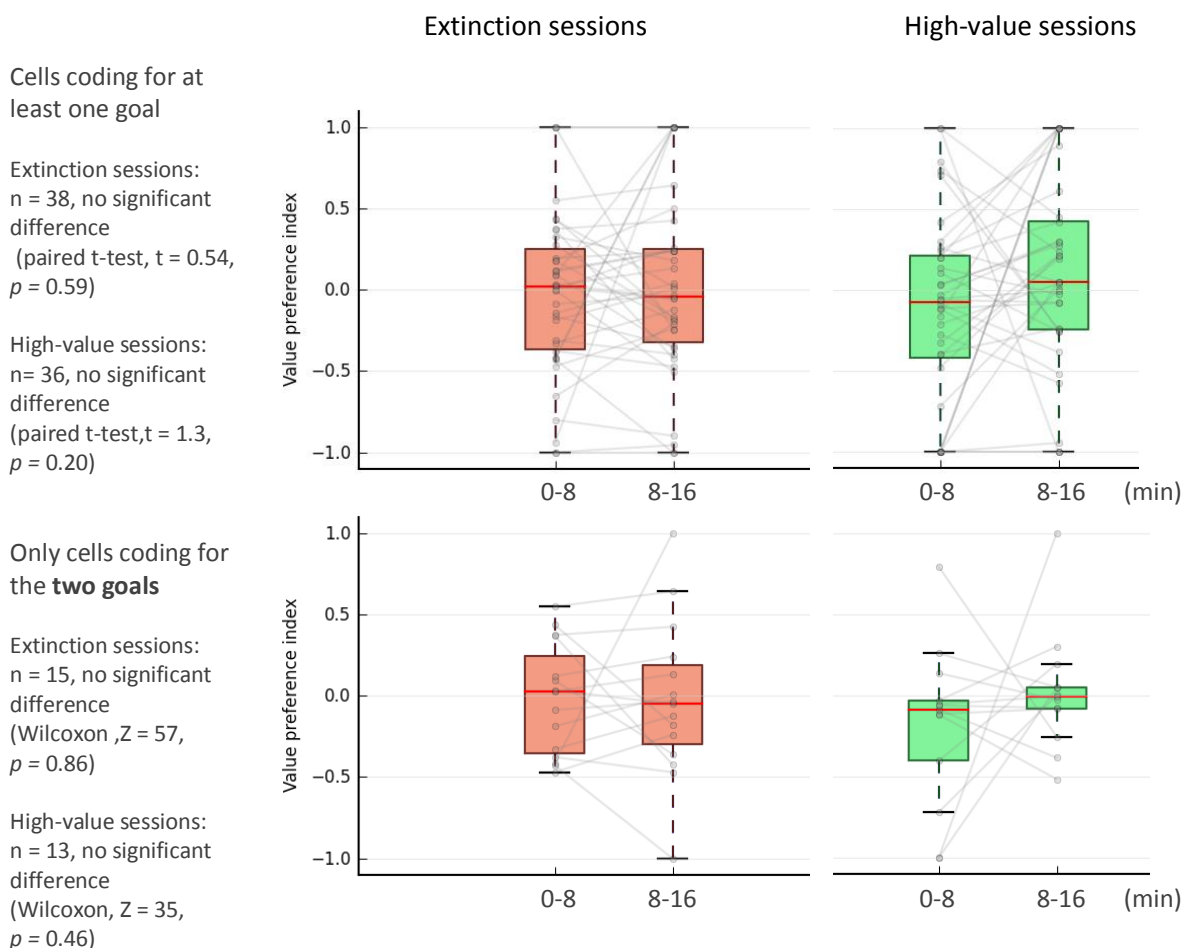 Extinction sessions
High-value sessions
Cells coding for at
least one goal
Extinction sessions:
n = 38, no significant
difference
(paired t-test, t = 0.54,
p = 0.59)
High-value sessions:
n= 36, no significant
difference
(paired t-test,t = 1.3,
p = 0.20)
Value preference index
1.0
0.5
0.0
−0.5
−1.0
0-8
8-16
0-8
8-16
(min)
Only cells coding for
the two goals
Extinction sessions:
n = 15, no significant
difference
(Wilcoxon ,Z = 57,
p = 0.86)
High-value sessions:
n = 13, no significant
difference
(Wilcoxon, Z = 35,
p = 0.46)
Value preference index
1.0
0.5
0.0
−0.5
−1.0
0-8
8-16
0-8
8-16
(min)